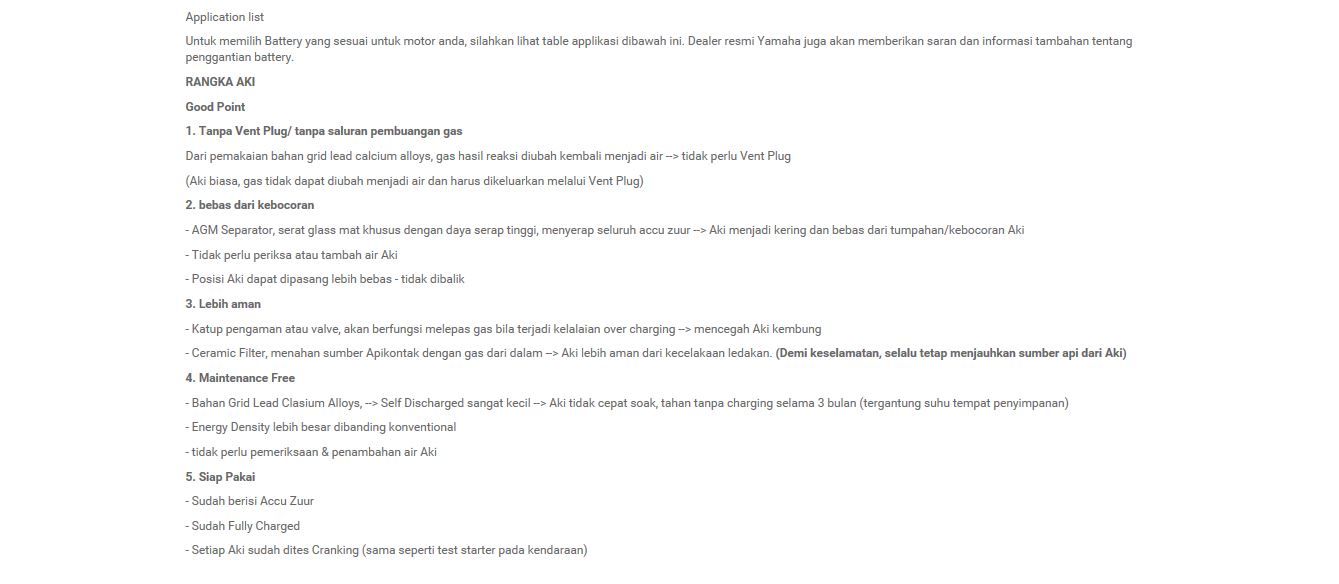 Application list
Untuk memilih Battery yang sesuai untuk motor anda, silahkan lihat table applikasi dibawah ini. Dealer resmi Yamaha juga akan memberikan saran dan informasi tambahan tentang
penggantian battery.
RANGKA AKI
Good Point
1. Tanpa Vent Plug/ tanpa saluran pembuangan gas
Dari pemakaian bahan grid lead calcium alloys, gas hasil reaksi diubah kembali menjadi air --> tidak perlu Vent Plug
(Aki biasa, gas tidak dapat diubah menjadi air dan harus dikeluarkan melalui Vent Plug)
2. bebas dari kebocoran
- AGM Separator, serat glass mat khusus dengan daya serap tinggi, menyerap seluruh accu zuur --> Aki menjadi kering dan bebas dari tumpahan/kebocoran Aki
- Tidak perlu periksa atau tambah air Aki
- Posisi Aki dapat dipasang lebih bebas - tidak dibalik
3. Lebih aman
- Katup pengaman atau valve, akan berfungsi melepas gas bila terjadi kelalaian over charging --> mencegah Aki kembung
- Ceramic Filter, menahan sumber Apikontak dengan gas dari dalam --> Aki lebih aman dari kecelakaan ledakan. (Demi keselamatan, selalu tetap menjauhkan sumber api dari Aki)
4. Maintenance Free
- Bahan Grid Lead Clasium Alloys, --> Self Discharged sangat kecil --> Aki tidak cepat soak, tahan tanpa charging selama 3 bulan (tergantung suhu tempat penyimpanan)
- Energy Density lebih besar dibanding konventional
- tidak perlu pemeriksaan & penambahan air Aki
5. Siap Pakai
- Sudah berisi Accu Zuur
- Sudah Fully Charged
- Setiap Aki sudah dites Cranking (sama seperti test starter pada kendaraan)